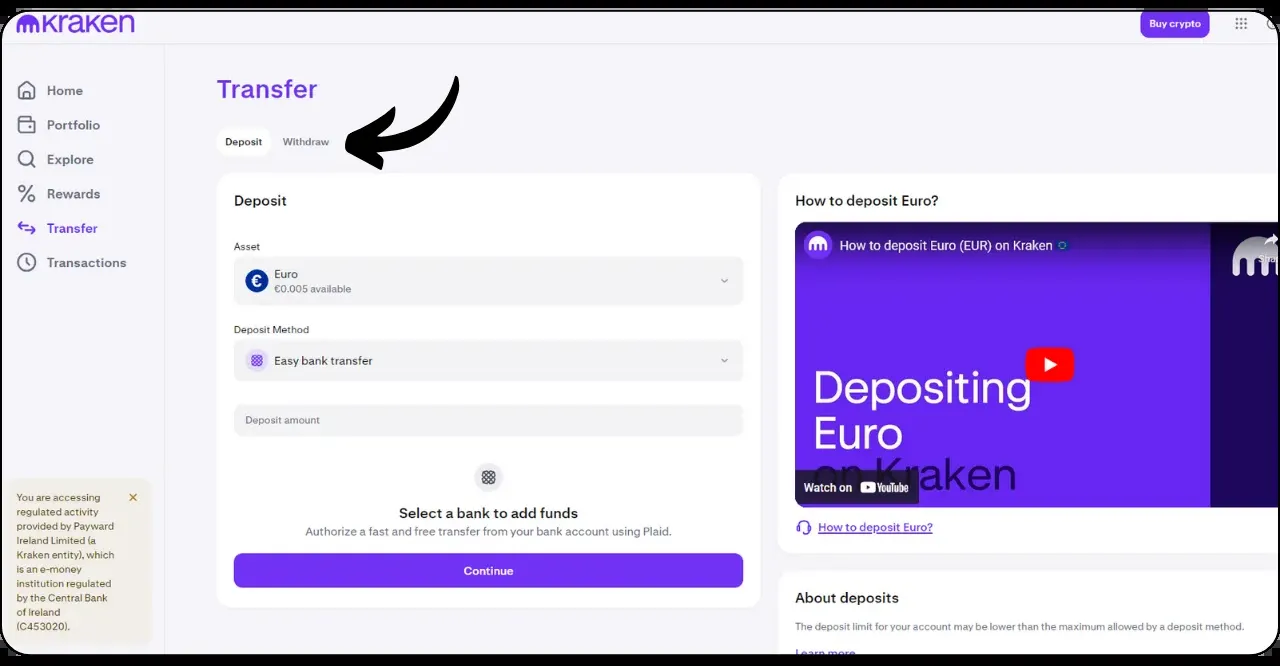 kraken
Buy crypto
Home
Portfolio
Explore
Rewards
Transfer
Transactions
You are accessing
regulated activity
provided by Payward
Ireland Limited (a
Kraken entity), which
is an e-money
institution regulated
by the Central Bank
of Ireland
(C453020).
Transfer
Deposit
Withdraw
Deposit
Asset
Euro
€0.005 available
Deposit Method
Easy bank transfer
Deposit amount
Select a bank to add funds
Authorize a fast and free transfer from your bank account using Plaid.
Continue
How to deposit Euro?
How to deposit Euro (EUR) on Kraken
Depositing
Euro
on Kraken
Watch on YouTube
How to deposit Euro?
About deposits
The deposit limit for your account may be lower than the maximum allowed by a deposit method.
Learn more